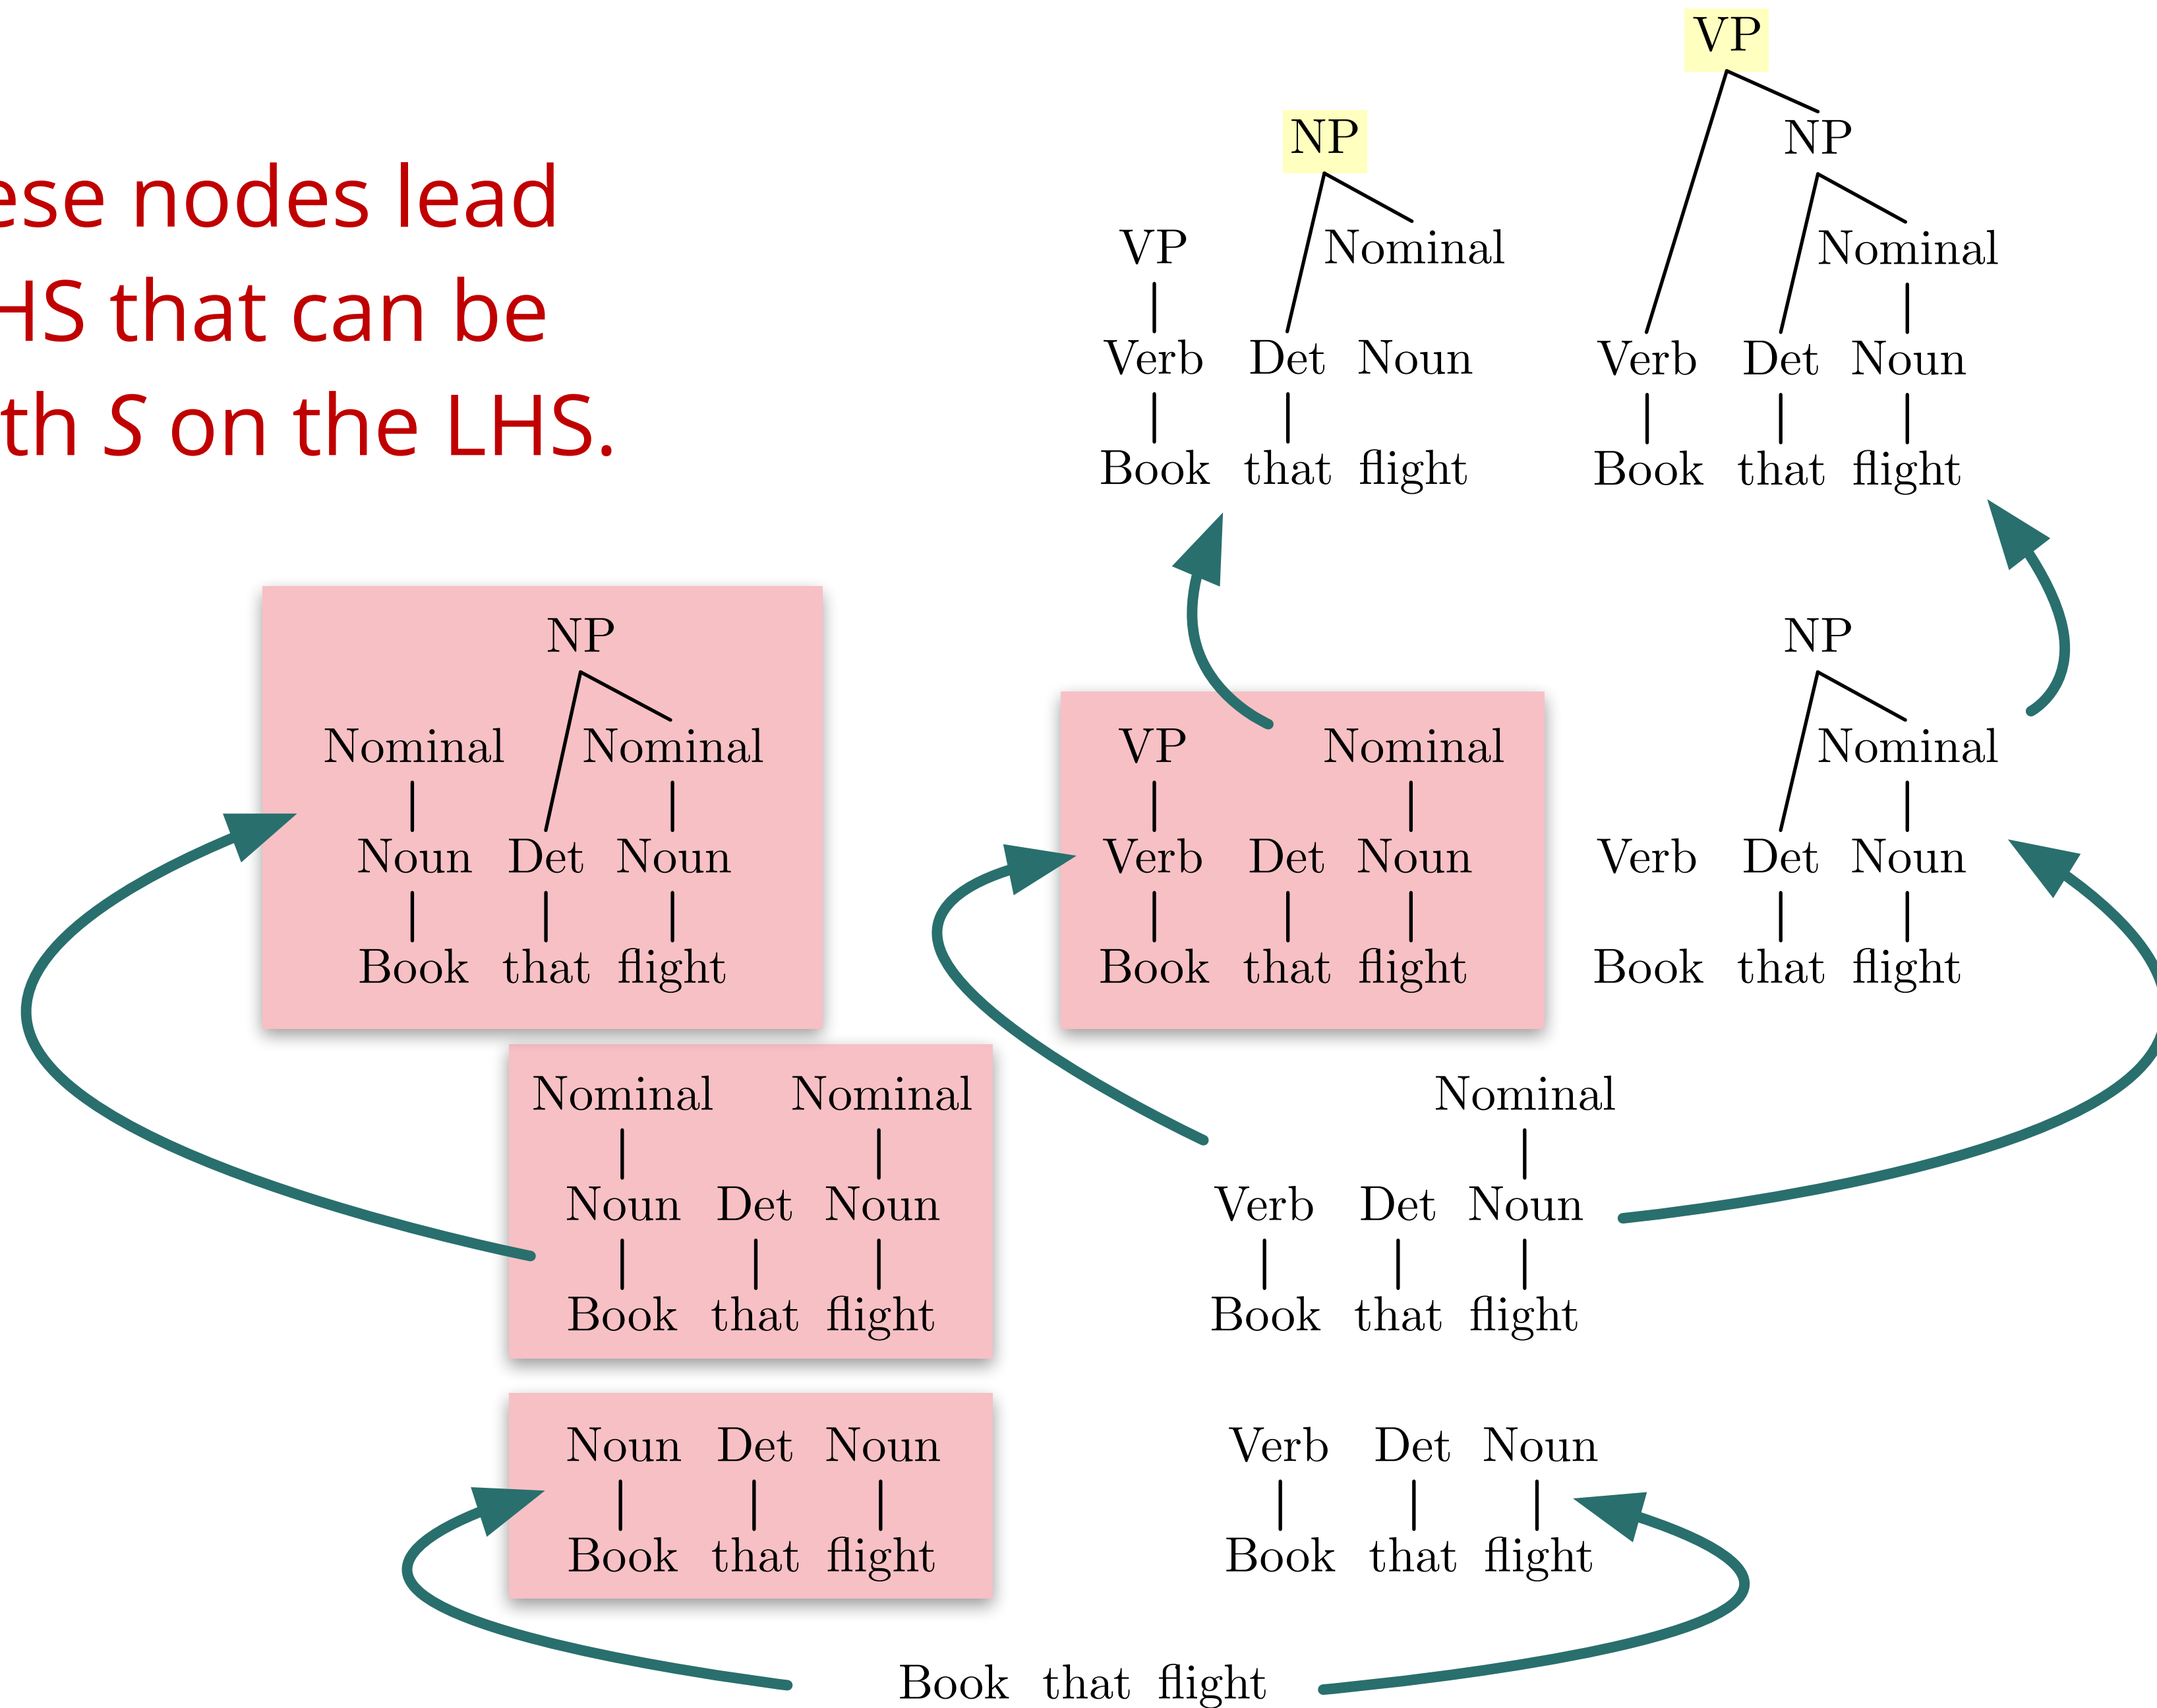 ese nodes lead
HS that can be
th S on the LHS.
VP
NP
NP
VP Nominal
Nominal
Verb Det Noun
Verb Det Noun
Book that flight
Book that flight
NP
Nominal Nominal
Noun Det Noun
Book that flight
VP Nominal
Verb Det Noun
Book that flight
NP
Nominal
Verb Det Noun
Book that flight
Nominal Nominal
Noun Det Noun
Book that flight
Nominal
Verb Det Noun
Book that flight
Noun Det Noun
Book that flight
Verb Det Noun
Book that flight
Book that flight